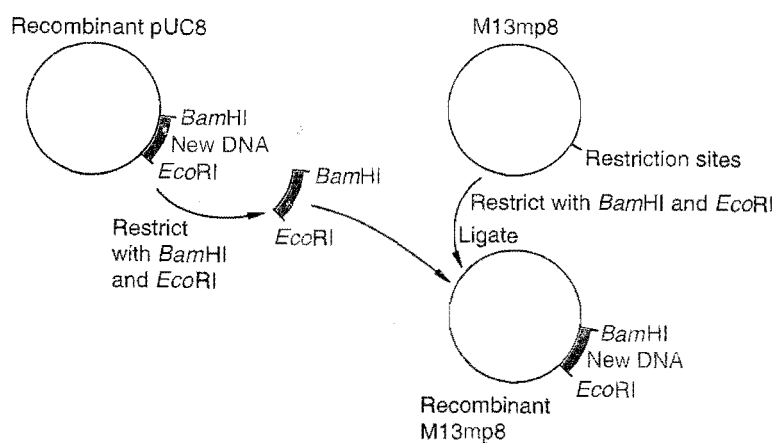 Recombinant pUC8
BamHI
New DNA
EcoRI
Restrict
with BamHI
and EcoRI
BamHI
EcoRI
M13mp8
Restriction sites
Restrict with BamHI and EcoRI
Ligate
BamHI
New DNA
EcoRI
Recombinant
M13mp8